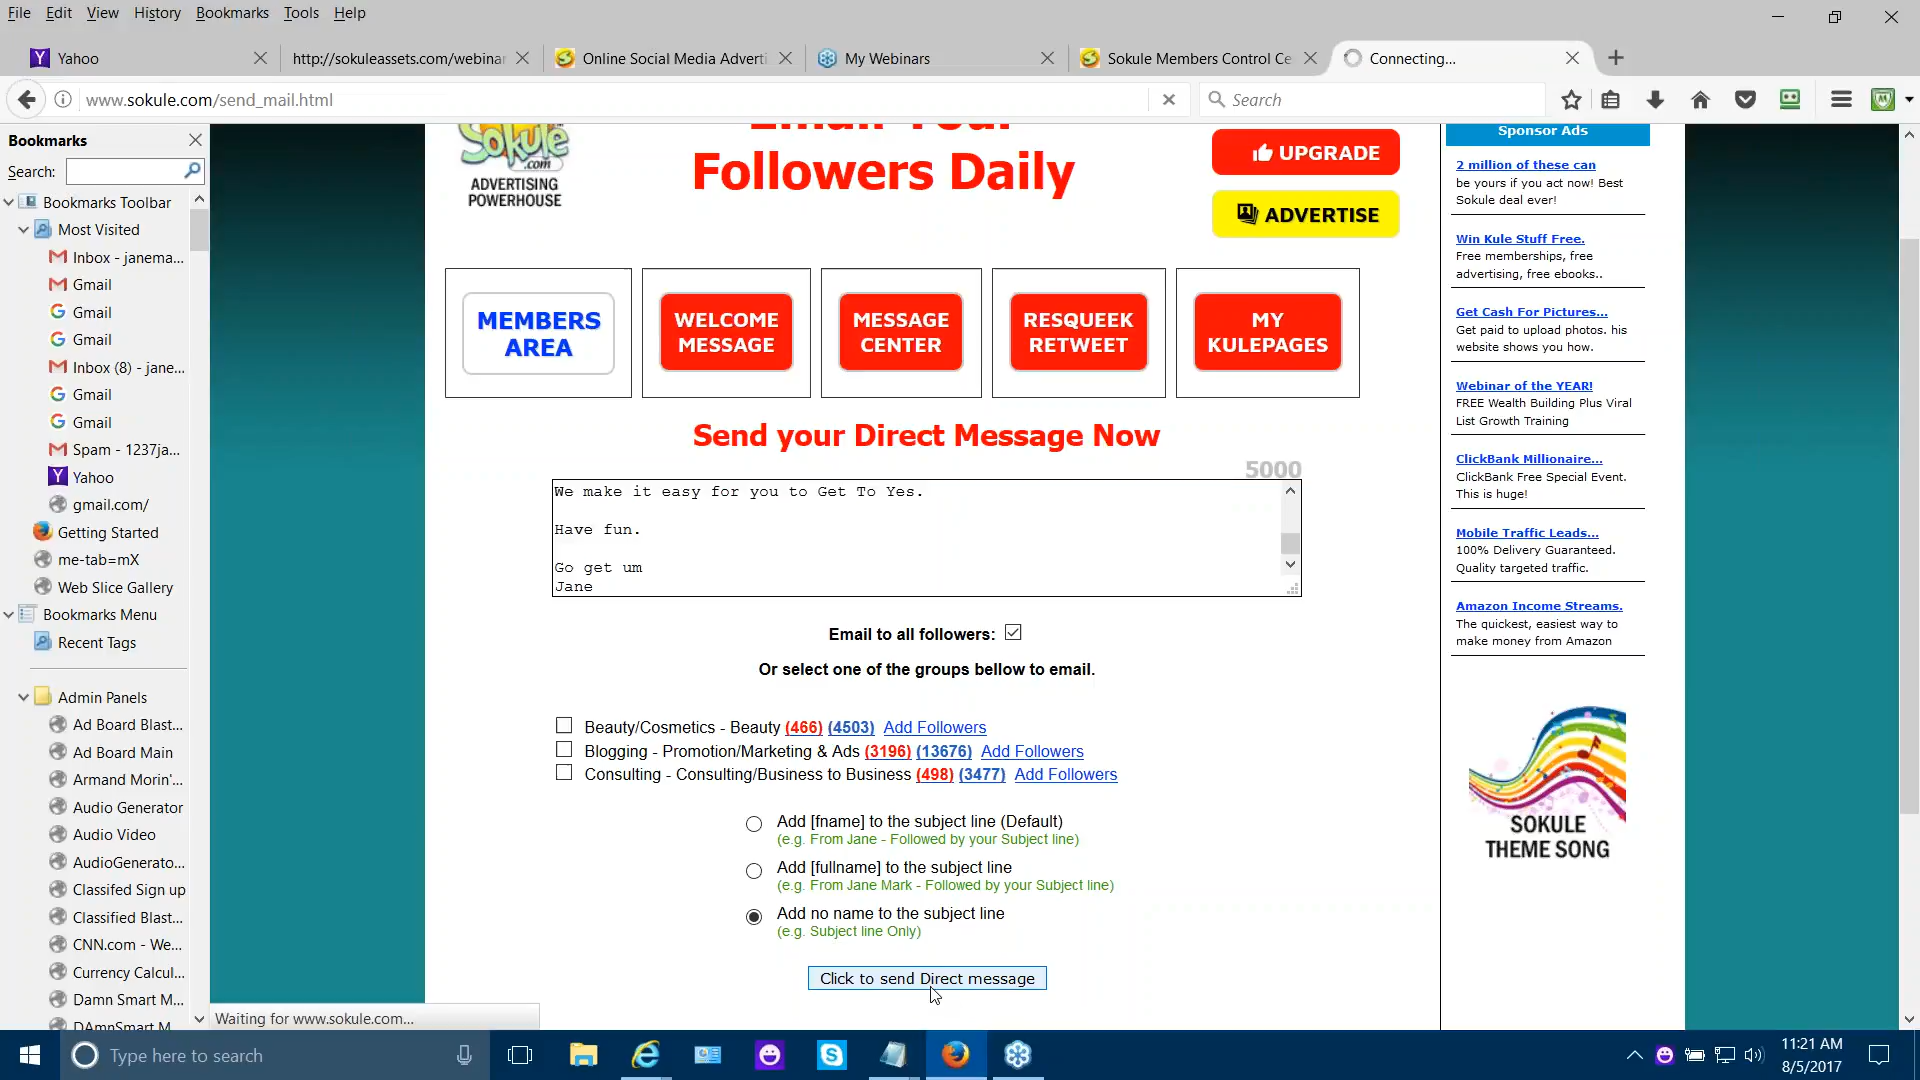 File Edit View History Bookmarks Tools Help
Yahoo
http://sokuleassets.com/webinar
Online Social Media Adverti
My Webinars
Sokule Members Control Ce
Connecting...
www.sokule.com/send_mail.html
Search
Bookmarks
Search:
Bookmarks Toolbar
Most Visited
Inbox - janema...
Gmail
Gmail
Gmail
Inbox (8) - jane...
Gmail
Gmail
Spam - 1237ja...
Yahoo
gmail.com/
Getting Started
me-tab=mX
Web Slice Gallery
Bookmarks Menu
Recent Tags
Admin Panels
Ad Board Blast...
Ad Board Main
Armand Morin'...
Audio Generator
Audio Video
AudioGenerato...
Classifed Sign up
Classified Blast...
CNN.com - We...
Currency Calcul...
Damn Smart M...
DAmnSmart M
Sokule
.com
ADVERTISING
POWERHOUSE
Email Your
Followers Daily
UPGRADE
ADVERTISE
MEMBERS
AREA
WELCOME
MESSAGE
MESSAGE
CENTER
RESQUEEK
RETWEET
MY
KULEPAGES
Send your Direct Message Now
5000
We make it easy for you to Get To Yes.
Have fun.
Go get um
Jane
Email to all followers:
Or select one of the groups bellow to email.
Beauty/Cosmetics - Beauty (466) (4503) Add Followers
Blogging - Promotion/Marketing & Ads (3196) (13676) Add Followers
Consulting - Consulting/Business to Business (498) (3477) Add Followers
Add [fname] to the subject line (Default)
(e.g. From Jane - Followed by your Subject line)
Add [fullname] to the subject line
(e.g. From Jane Mark - Followed by your Subject line)
Add no name to the subject line
(e.g. Subject line Only)
Click to send Direct message
Sponsor Ads
2 million of these can
be yours if you act now! Best
Sokule deal ever!
Win Kule Stuff Free.
Free memberships, free
advertising, free ebooks..
Get Cash For Pictures...
Get paid to upload photos. his
website shows you how.
Webinar of the YEAR!
FREE Wealth Building Plus Viral
List Growth Training
ClickBank Millionaire...
ClickBank Free Special Event.
This is huge!
Mobile Traffic Leads...
100% Delivery Guaranteed.
Quality targeted traffic.
Amazon Income Streams.
The quickest, easiest way to
make money from Amazon
SOKULE
THEME SONG
Waiting for www.sokule.com...
Type here to search
11:21 AM
8/5/2017